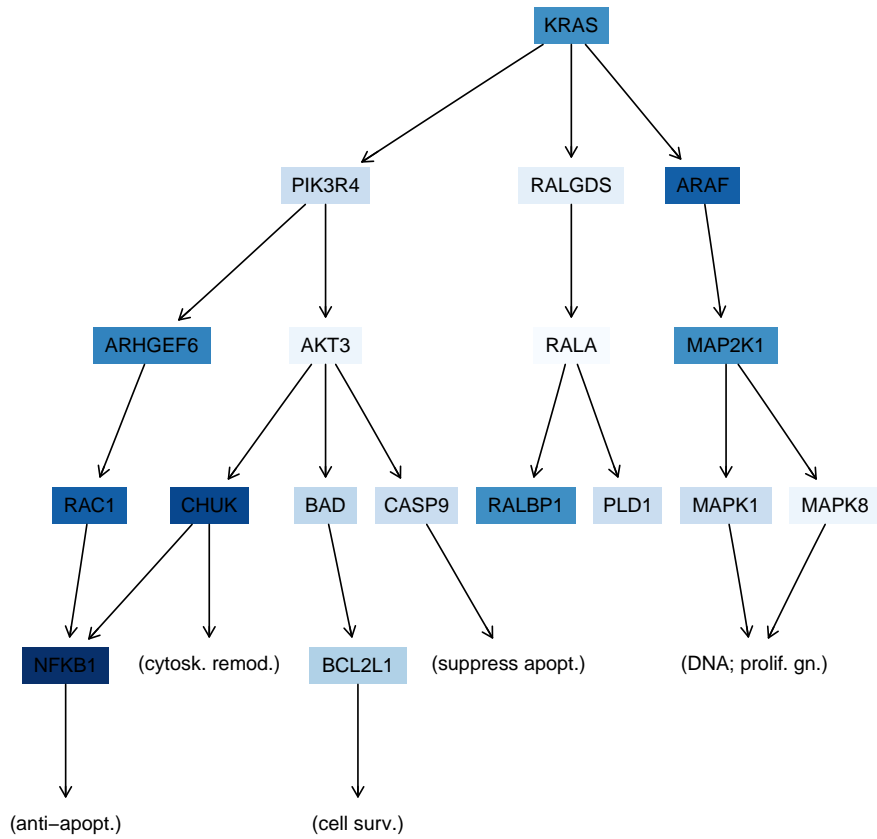 KRAS
PIK3R4
RALGDS
ARAF
ARHGEF6
AKT3
RALA
MAP2K1
RAC1
CHUK
BAD
CASP9
RALBP1
PLD1
MAPK1
MAPK8
NFKB1
(cytosk. remod.)
BCL2L1
(suppress apopt.)
(DNA; prolif. gn.)
(anti−apopt.)
(cell surv.)